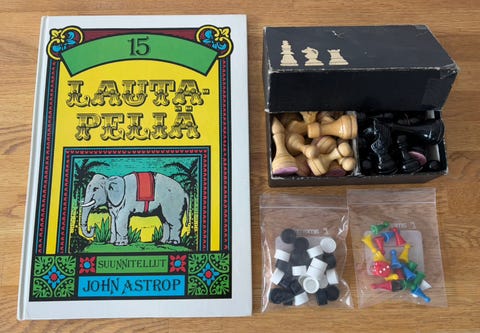 15
LAUTA-
PELIÄ
SUUNNITELLUT
JOHN ASTROP